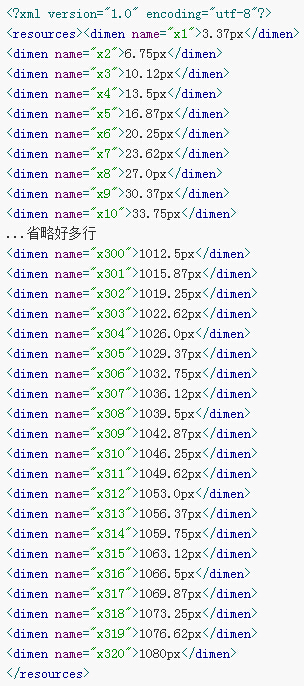 <?xml version="1.0" encoding="utf-8"?>
<resources><dimen name="x1">3.37px</dimen>
<dimen name="x2">6.75px</dimen>
<dimen name="x3">10.12px</dimen>
<dimen name="x4">13.5px</dimen>
<dimen name="x5">16.87px</dimen>
<dimen name="x6">20.25px</dimen>
<dimen name="x7">23.62px</dimen>
<dimen name="x8">27.0px</dimen>
<dimen name="x9">30.37px</dimen>
<dimen name="x10">33.75px</dimen>
...省略好多行
<dimen name="x300">1012.5px</dimen>
<dimen name="x301">1015.87px</dimen>
<dimen name="x302">1019.25px</dimen>
<dimen name="x303">1022.62px</dimen>
<dimen name="x304">1026.0px</dimen>
<dimen name="x305">1029.37px</dimen>
<dimen name="x306">1032.75px</dimen>
<dimen name="x307">1036.12px</dimen>
<dimen name="x308">1039.5px</dimen>
<dimen name="x309">1042.87px</dimen>
<dimen name="x310">1046.25px</dimen>
<dimen name="x311">1049.62px</dimen>
<dimen name="x312">1053.0px</dimen>
<dimen name="x313">1056.37px</dimen>
<dimen name="x314">1059.75px</dimen>
<dimen name="x315">1063.12px</dimen>
<dimen name="x316">1066.5px</dimen>
<dimen name="x317">1069.87px</dimen>
<dimen name="x318">1073.25px</dimen>
<dimen name="x319">1076.62px</dimen>
<dimen name="x320">1080px</dimen>
</resources>